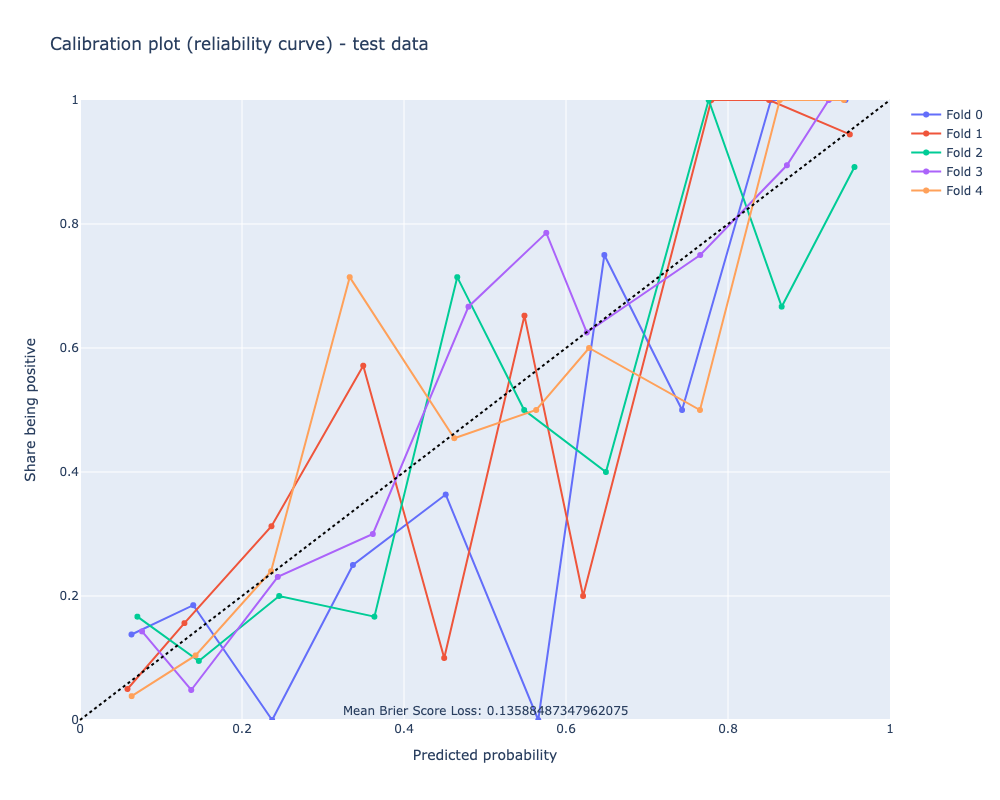 Calibration plot (reliability curve) - test data
Fold 0
Fold 1
Fold 2
Fold 3
Fold 4
Share being positive
1
0.8
0.6
0.4
0.2
0
Mean Brier Score Loss: 0.13588487347962075
0
0.2
0.4
0.6
0.8
1
Predicted probability